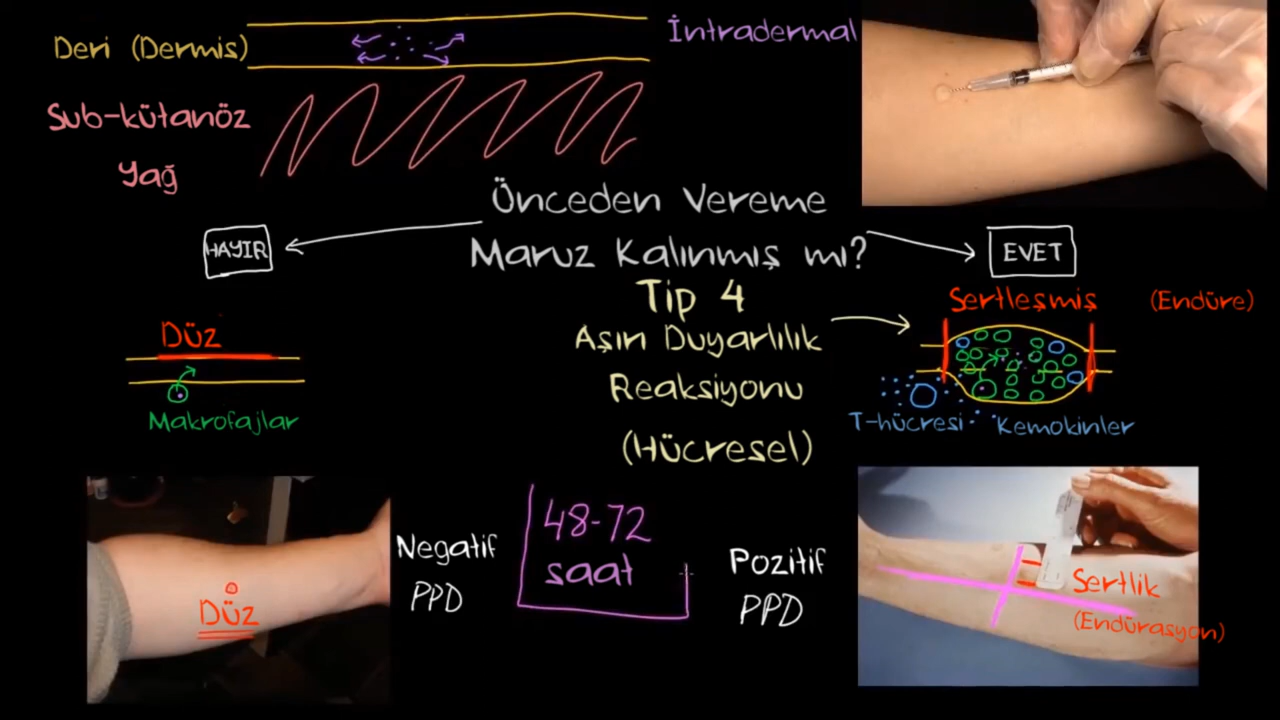 Deri (Dermis)
İntradermal
Sub-kütanöz
Yağ
Önceden Vereme
Maruz Kalınmış mı?
HAYIR
EVET
Tip 4
Aşırı Duyarlılık
Reaksiyonu
(Hücresel)
Sertleşmiş (Endüre)
Düz
Makrofajlar
T-hücresi
Kemokinler
Düz
Negatif
PPD
48-72
saat
Pozitif
PPD
Sertlik
(Endürasyon)